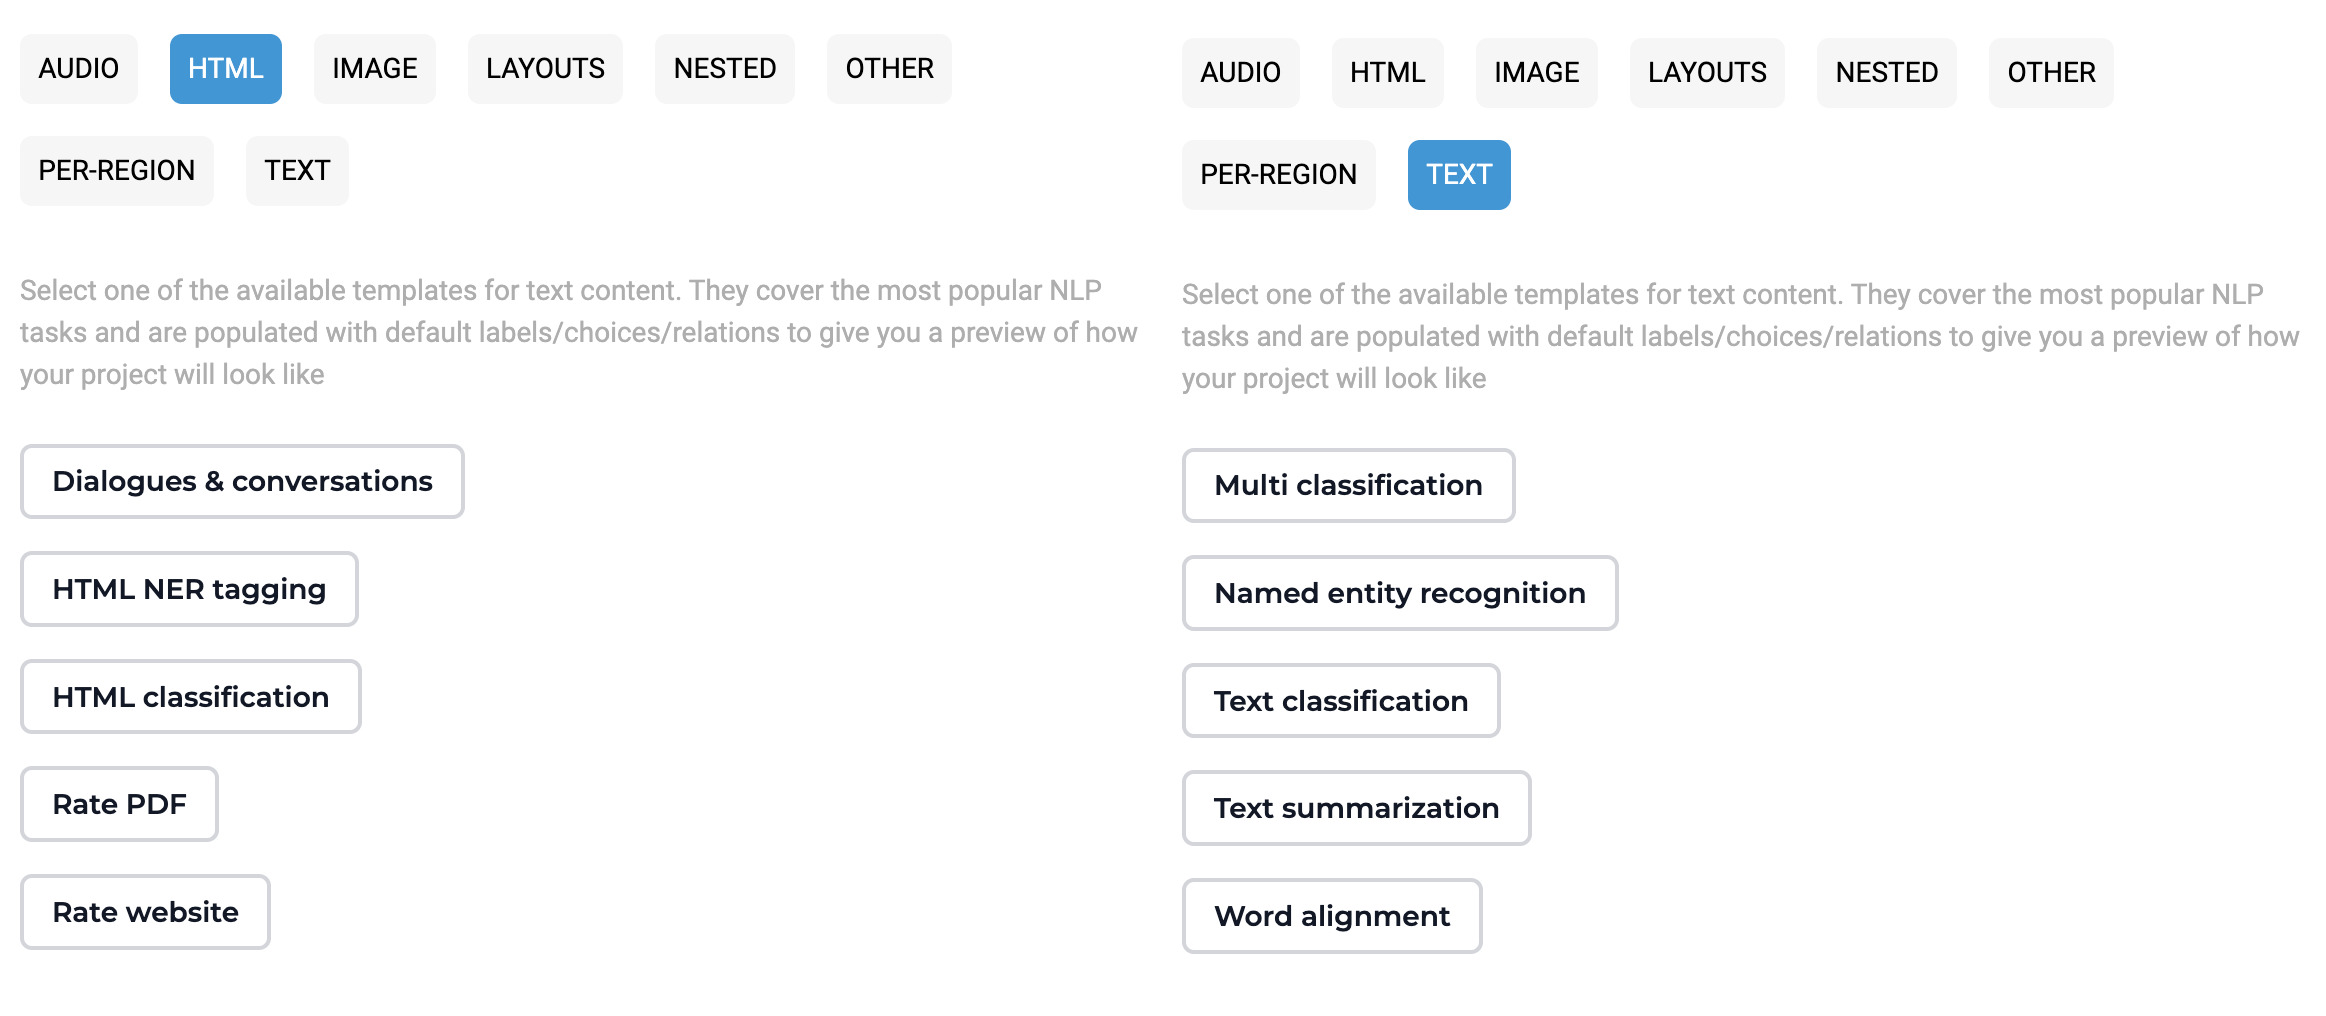 AUDIO HTML IMAGE LAYOUTS NESTED OTHER
PER-REGION TEXT
Select one of the available templates for text content. They cover the most popular NLP
tasks and are populated with default labels/choices/relations to give you a preview of how
your project will look like
Dialogues & conversations
HTML NER tagging
HTML classification
Rate PDF
Rate website
AUDIO HTML IMAGE LAYOUTS NESTED OTHER
PER-REGION TEXT
Select one of the available templates for text content. They cover the most popular NLP
tasks and are populated with default labels/choices/relations to give you a preview of how
your project will look like
Multi classification
Named entity recognition
Text classification
Text summarization
Word alignment